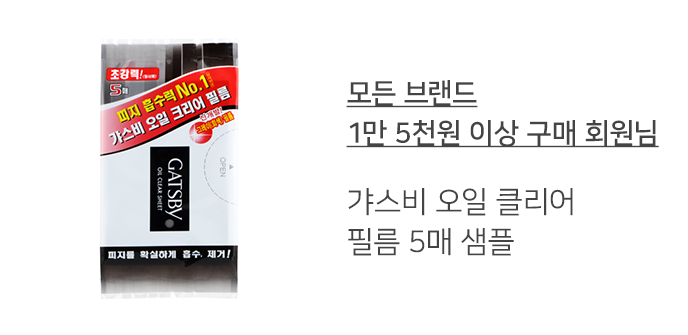 초강력!
5매
피지 흡수력 No.1
갸스비 오일 크리어 필름
OPEN
GATSBY
OIL CLEAR SHEET
피지를 확실하게 흡수·제거!
모든 브랜드
1만 5천원 이상 구매 회원님
갸스비 오일 클리어
필름 5매 샘플